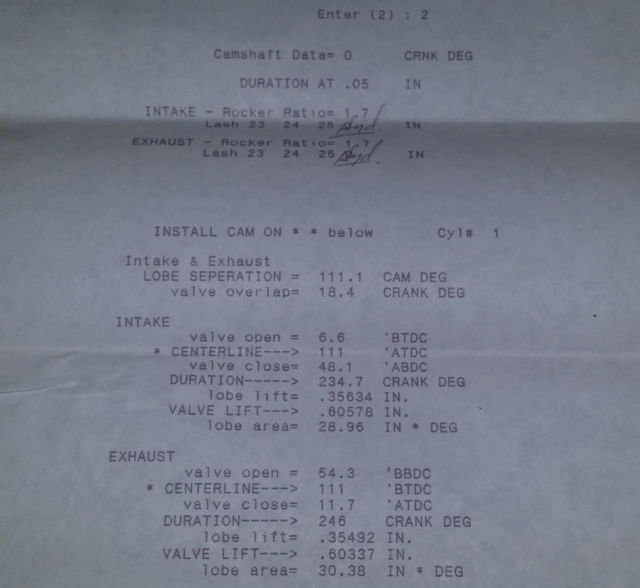 Enter (2) : 2
Camshaft Data= 0 CRNK DEG
DURATION AT .05 IN
INTAKE - Rocker Ratio= 1.7
Lash 23 24 25 Hyd. IN
EXHAUST - Rocker Ratio= 1.7
Lash 23 24 25 Hyd. IN
INSTALL CAM ON * * below Cyl# 1
Intake & Exhaust
LOBE SEPERATION = 111.1 CAM DEG
valve overlap= 18.4 CRANK DEG
INTAKE
valve open = 6.6 'BTDC
* CENTERLINE---> 111 'ATDC
valve close= 48.1 'ABDC
DURATION-----> 234.7 CRANK DEG
lobe lift= .35634 IN.
VALVE LIFT---> .60578 IN.
lobe area= 28.96 IN * DEG
EXHAUST
valve open = 54.3 'BBDC
* CENTERLINE---> 111 'BTDC
valve close= 11.7 'ATDC
DURATION-----> 246 CRANK DEG
lobe lift= .35492 IN.
VALVE LIFT---> .60337 IN.
lobe area= 30.38 IN * DEG